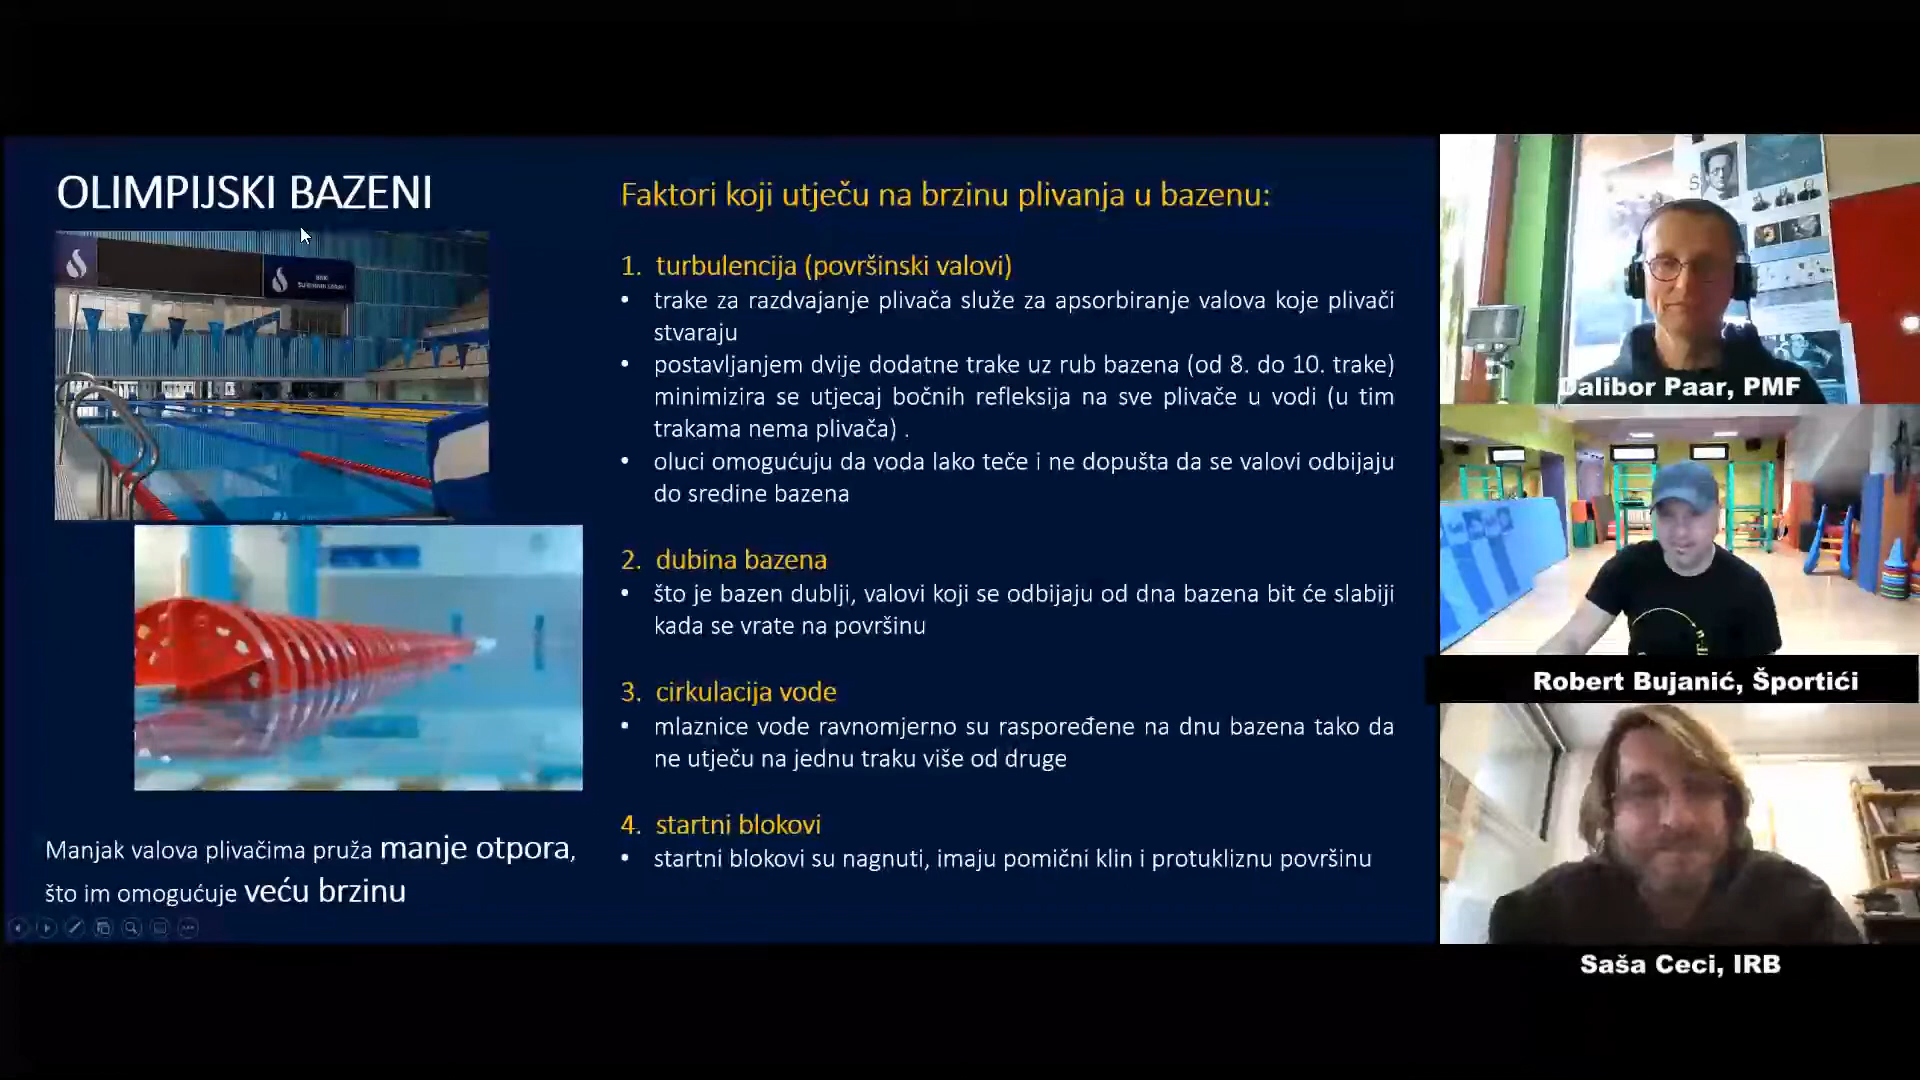 OLIMPIJSKI BAZENI
Faktori koji utječu na brzinu plivanja u bazenu:
1. turbulencija (površinski valovi)
• trake za razdvajanje plivača služe za apsorbiranje valova koje plivači
stvaraju
• postavljanjem dvije dodatne trake uz rub bazena (od 8. do 10. trake)
minimizira se utjecaj bočnih refleksija na sve plivače u vodi (u tim
trakama nema plivača) .
• oluci omogućuju da voda lako teče i ne dopušta da se valovi odbijaju
do sredine bazena
2. dubina bazena
• što je bazen dublji, valovi koji se odbijaju od dna bazena bit će slabiji
kada se vrate na površinu
3. cirkulacija vode
• mlaznice vode ravnomjerno su raspoređene na dnu bazena tako da
ne utječu na jednu traku više od druge
4. startni blokovi
• startni blokovi su nagnuti, imaju pomični klin i protukliznu površinu
Manjak valova plivačima pruža manje otpora,
što im omogućuje veću brzinu
Dalibor Paar, PMF
Robert Bujanić, Športići
Saša Ceci, IRB